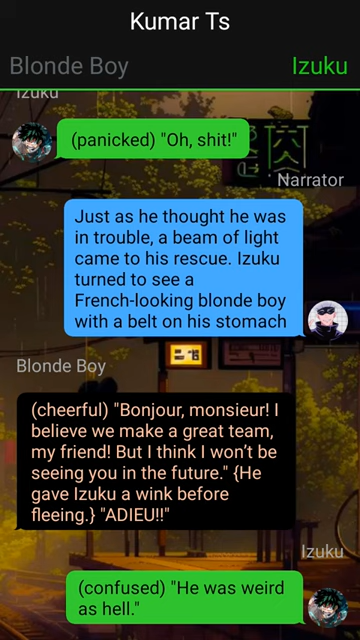 Kumar Ts
Blonde Boy
Izuku
Izuku
(panicked) "Oh, shit!"
Narrator
Just as he thought he was
in trouble, a beam of light
came to his rescue. Izuku
turned to see a
French-looking blonde boy
with a belt on his stomach
Blonde Boy
(cheerful) "Bonjour, monsieur! I
believe we make a great team,
my friend! But I think I won't be
seeing you in the future." {He
gave Izuku a wink before
fleeing.} "ADIEU!!"
Izuku
(confused) "He was weird
as hell."